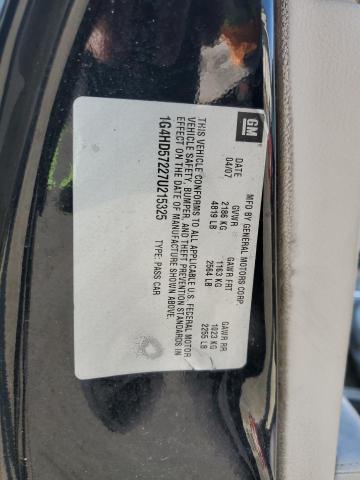 GM
MFD BY GENERAL MOTORS CORP.
DATE GVWR GAWR FRT GAWR RR
04/07 2186 KG 1163 KG 1023 KG
4819 LB 2564 LB 2255 LB
THIS VEHICLE CONFORMS TO ALL APPLICABLE U.S. FEDERAL MOTOR
VEHICLE SAFETY, BUMPER, AND THEFT PREVENTION STANDARDS IN
EFFECT ON THE DATE OF MANUFACTURE SHOWN ABOVE.
1G4HD57227U215325 TYPE: PASS CAR